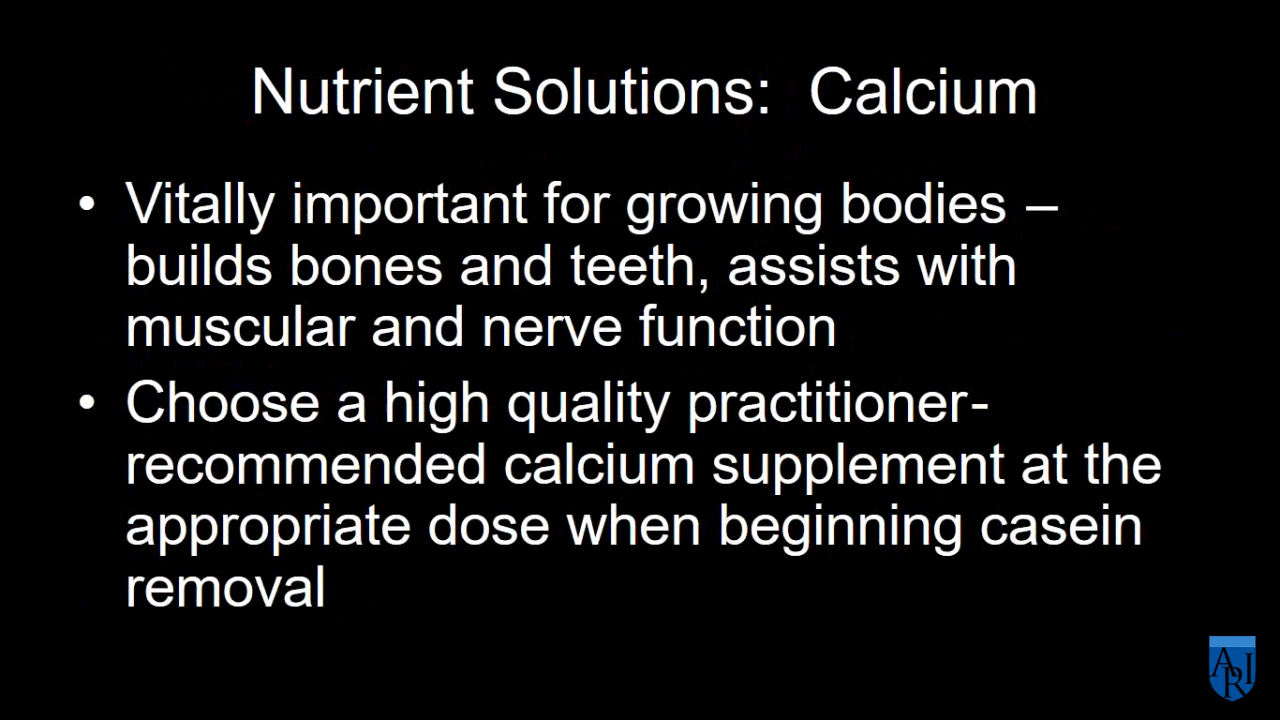 Nutrient Solutions: Calcium
• Vitally important for growing bodies –
builds bones and teeth, assists with
muscular and nerve function
• Choose a high quality practitioner-
recommended calcium supplement at the
appropriate dose when beginning casein
removal
ARI